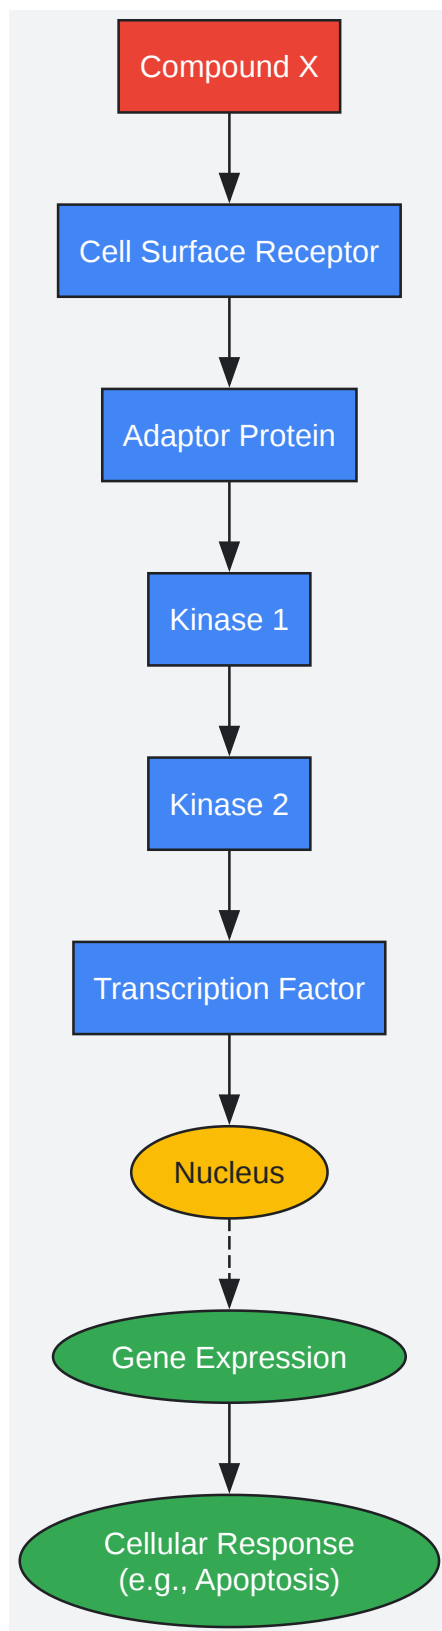 Compound X
Cell Surface Receptor
Adaptor Protein
Kinase 1
Kinase 2
Transcription Factor
Nucleus
Gene Expression
Cellular Response
(e.g., Apoptosis)